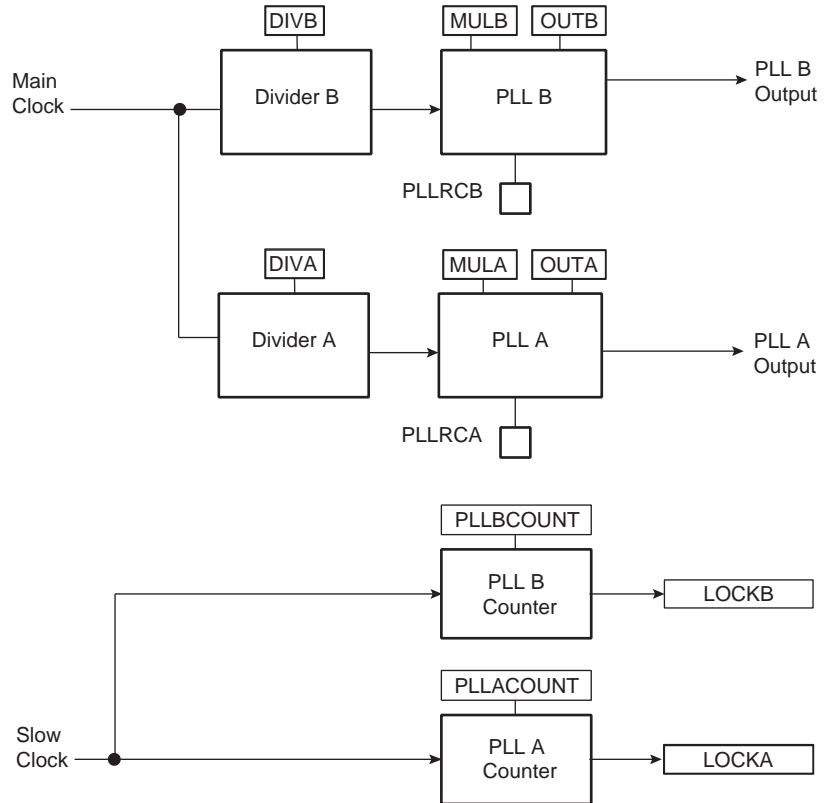 DIVB
MULB
OUTB
Main
Clock
Divider B
PLL B
PLL B
Output
PLLRCB
DIVA
MULA
OUTA
Divider A
PLL A
PLL A
Output
PLLRCA
PLLBCOUNT
PLL B
Counter
LOCKB
PLLACOUNT
Slow
Clock
PLL A
Counter
LOCKA